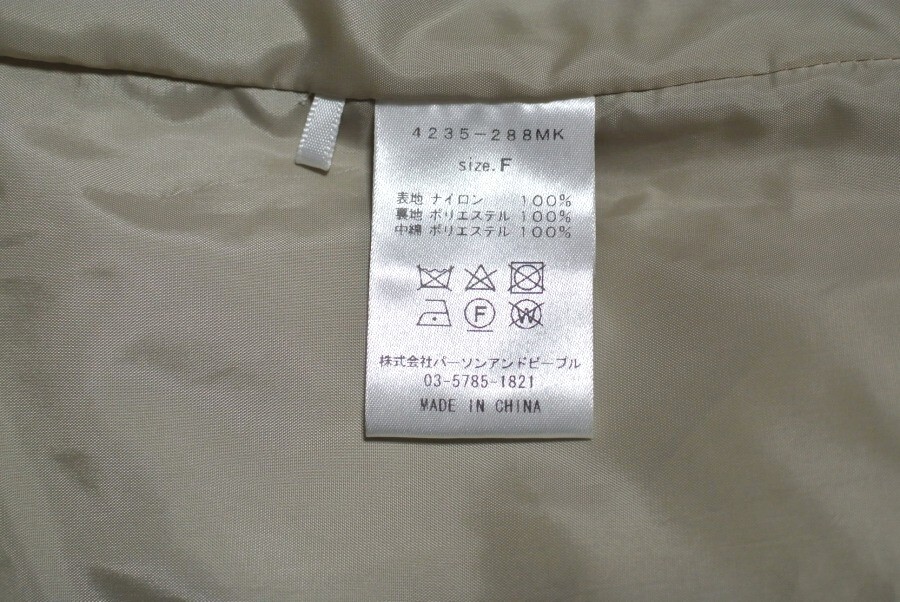 4235-288MK
size.F
表地 ナイロン 100%
裏地 ポリエステル 100%
中綿 ポリエステル 100%
F W
株式会社パーソンアンドピープル
03-5785-1821
MADE IN CHINA